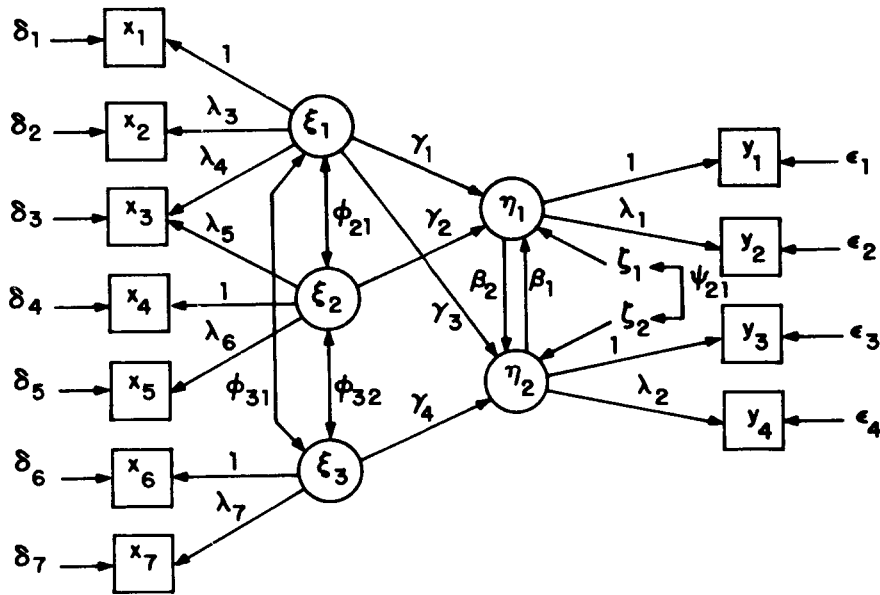 δ₁ x₁ 1
δ₂ x₂ λ₃ ξ₁ γ₁ 1 y₁ ϵ₁
δ₃ x₃ λ₄ λ₅ ϕ₂₁ γ₂ η₁ λ₁ y₂ ϵ₂
δ₄ x₄ 1 ξ₂ γ₃ β₂ β₁ ζ₁ ψ₂₁
δ₅ x₅ λ₆ ϕ₃₁ ϕ₃₂ γ₄ η₂ ζ₂ 1 y₃ ϵ₃
δ₆ x₆ 1 ξ₃ λ₂ y₄ ϵ₄
δ₇ x₇ λ₇